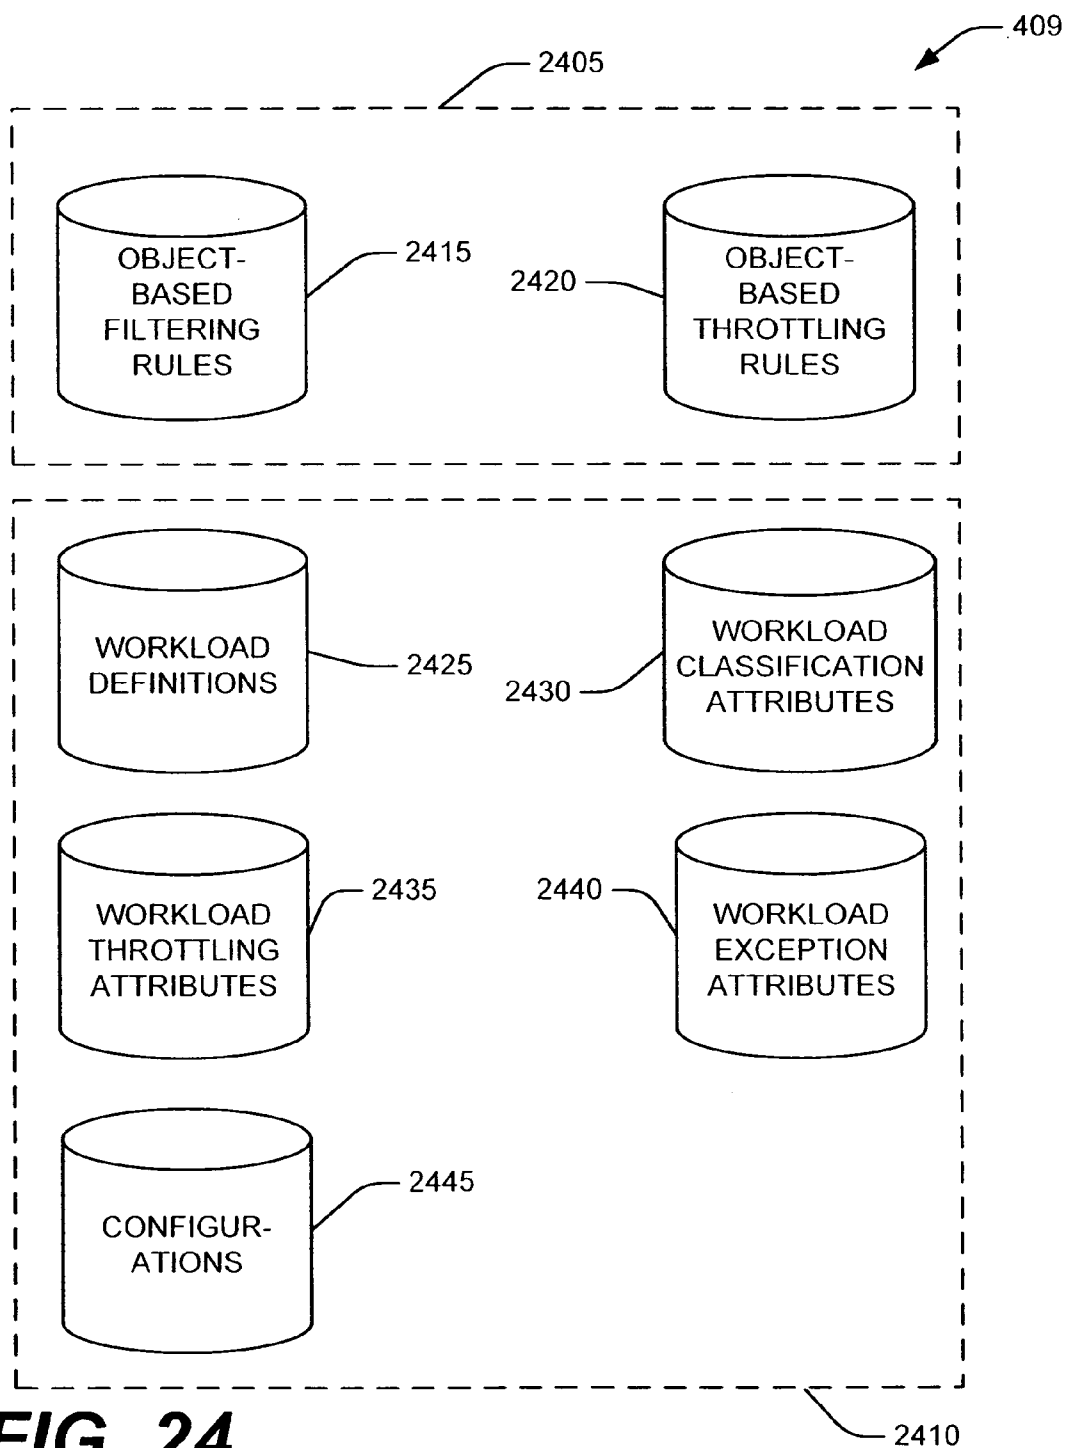 409
2405
OBJECT-
BASED
FILTERING
RULES
2415
2420
OBJECT-
BASED
THROTTLING
RULES
WORKLOAD
DEFINITIONS
2425
2430
WORKLOAD
CLASSIFICATION
ATTRIBUTES
WORKLOAD
THROTTLING
ATTRIBUTES
2435
2440
WORKLOAD
EXCEPTION
ATTRIBUTES
CONFIGUR-
ATIONS
2445
2410
FIG. 24